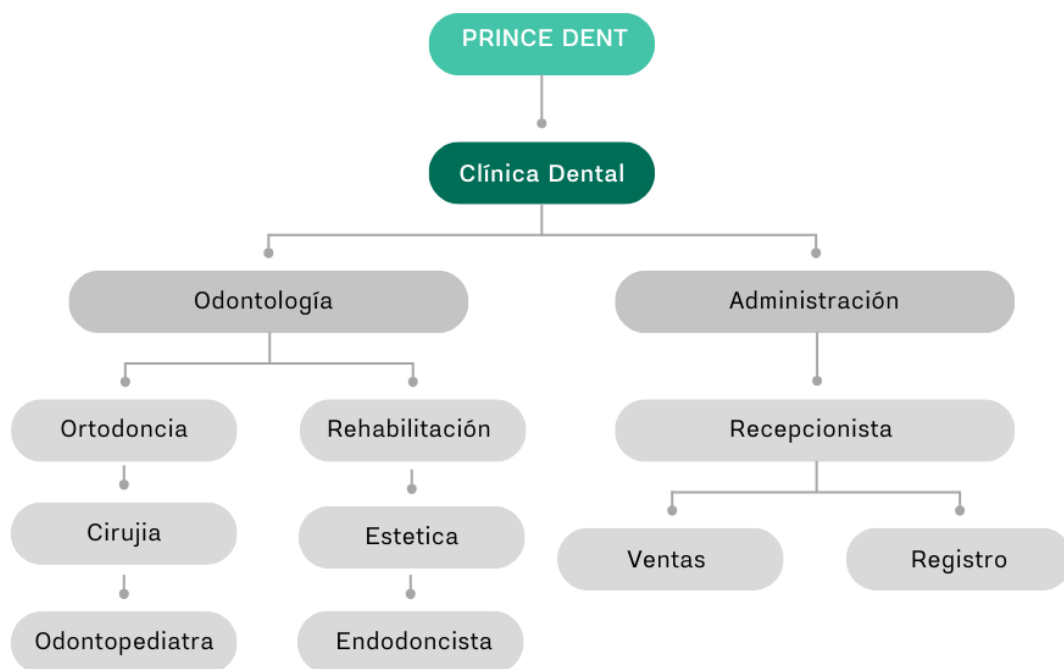 PRINCE DENT
Clínica Dental
Odontología
Administración
Ortodoncia
Rehabilitación
Recepcionista
Cirujia
Estetica
Ventas
Registro
Odontopediatra
Endodoncista